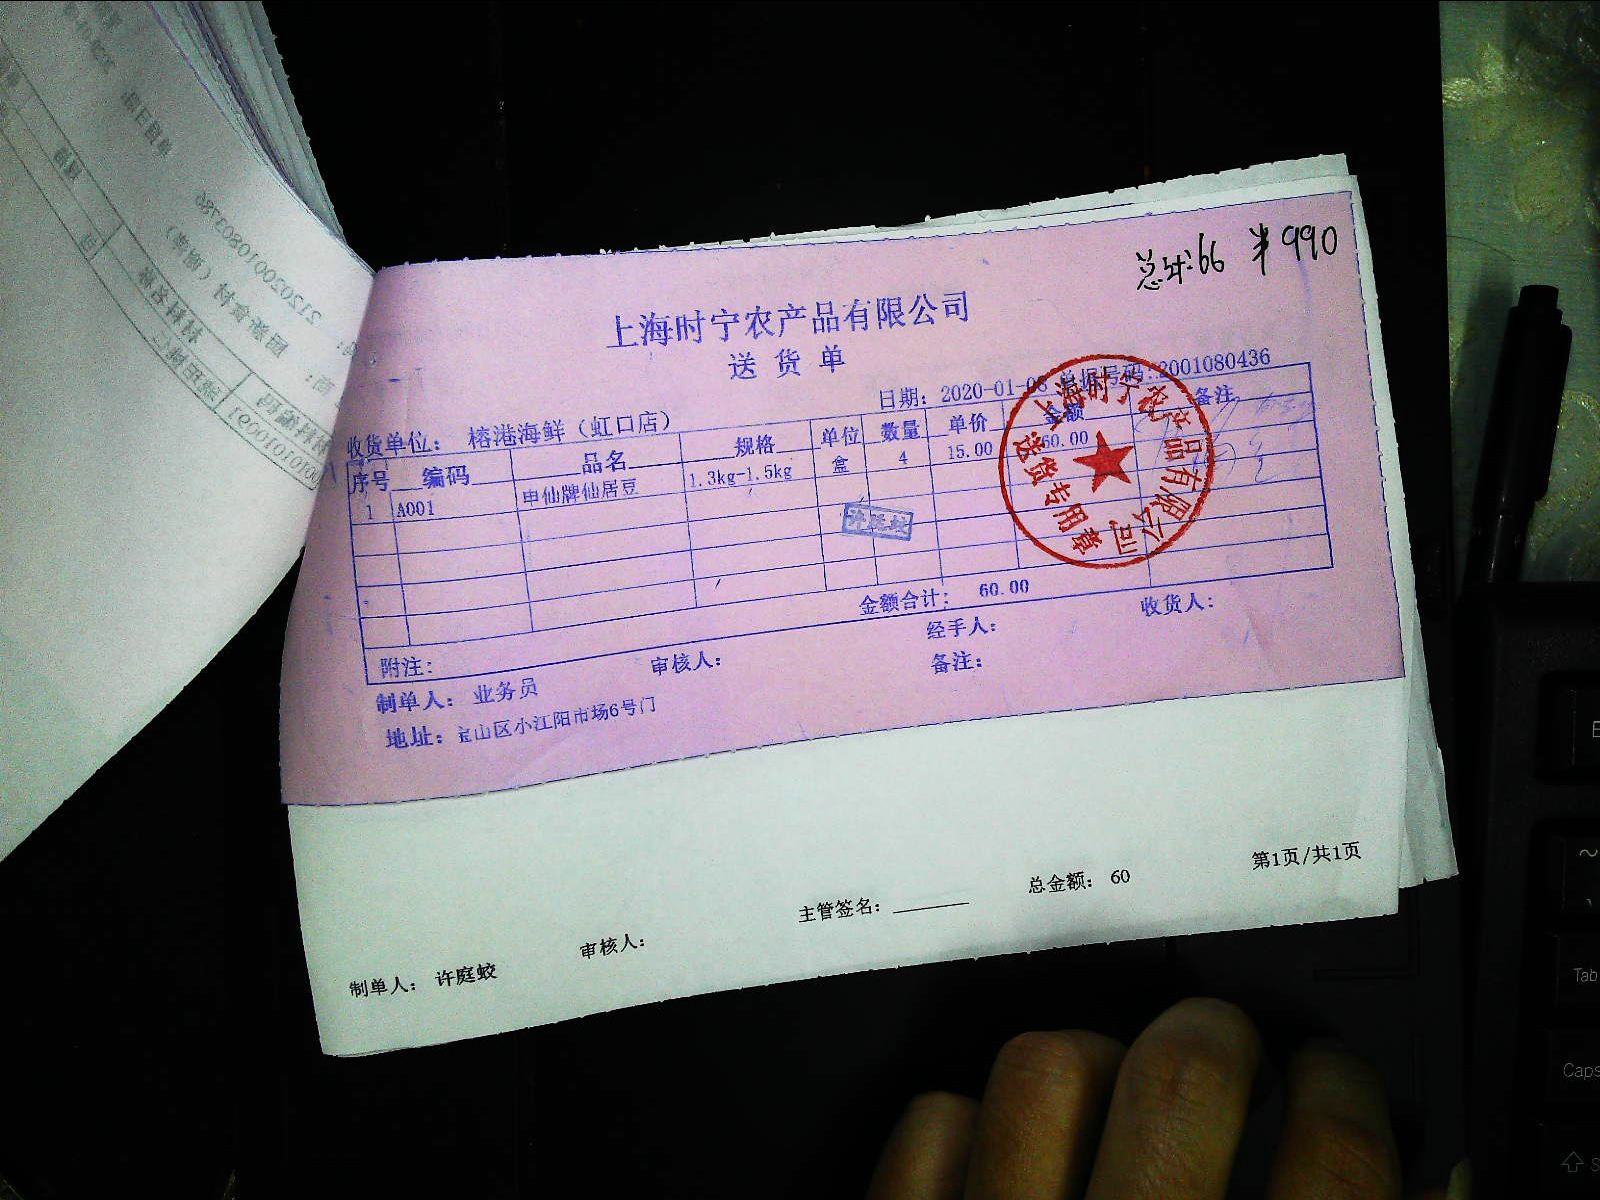 总计:66 ¥990
上海时宁农产品有限公司
送货单
日期: 2020-01-08 单据号码:2001080436
收货单位: 榕港海鲜（虹口店）
序号 编码 品名 规格 单位 数量 单价 金额 备注
1 A001 申仙牌仙居豆 1.3kg-1.5kg 盒 4 15.00 60.00
上海时宁农产品有限公司
送货专用章
金额合计: 60.00
附注: 审核人: 经手人: 收货人:
制单人: 业务员 备注:
地址: 宝山区小江阳市场6号门
制单人: 许庭蛟 审核人: 主管签名: 总金额: 60 第1页/共1页
Tab
Caps